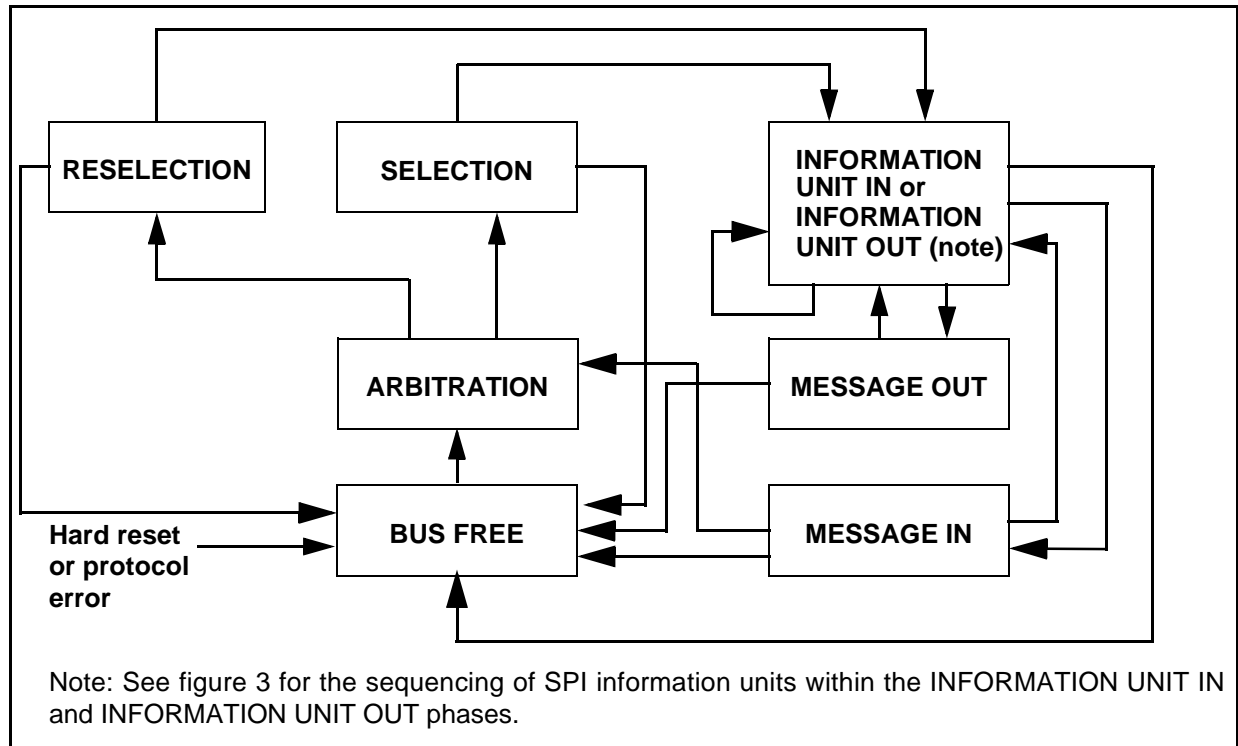 RESELECTION
SELECTION
INFORMATION
UNIT IN or
INFORMATION
UNIT OUT (note)
ARBITRATION
MESSAGE OUT
BUS FREE
MESSAGE IN
Hard reset
or protocol
error
Note: See figure 3 for the sequencing of SPI information units within the INFORMATION UNIT IN
and INFORMATION UNIT OUT phases.